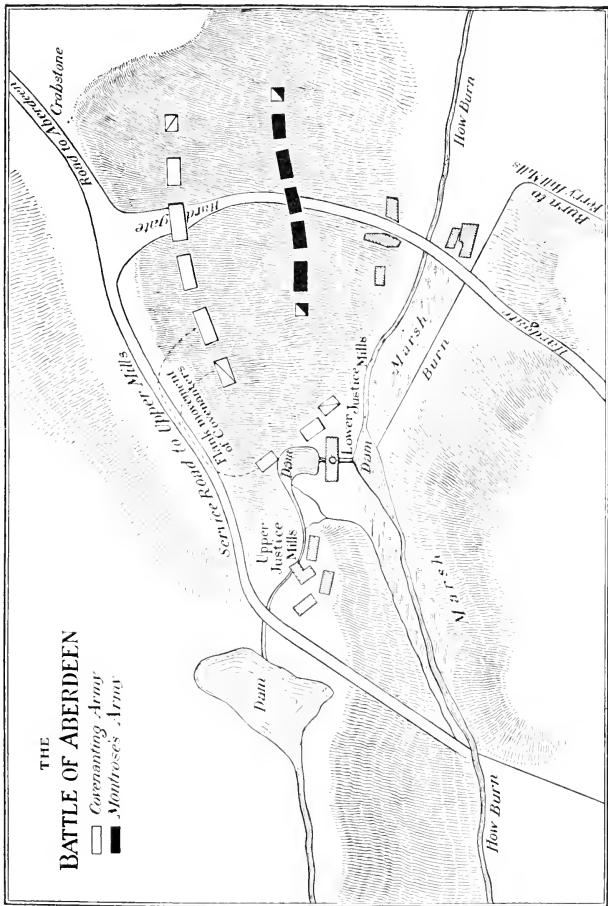 THE
BATTLE OF ABERDEEN
Covenanting Army
Montrose's Army
Road to Aberdeen
Crabstone
Hardgate
Service Road to Upper Mills
Flank movement
of Covenanters
Upper
Justice
Mills
Dam
Lower Justice Mills
Dam
Dam
How Burn
Marsh
Burn
Burn to
Ferry Hill Mills
Hardgate
Marsh
How Burn